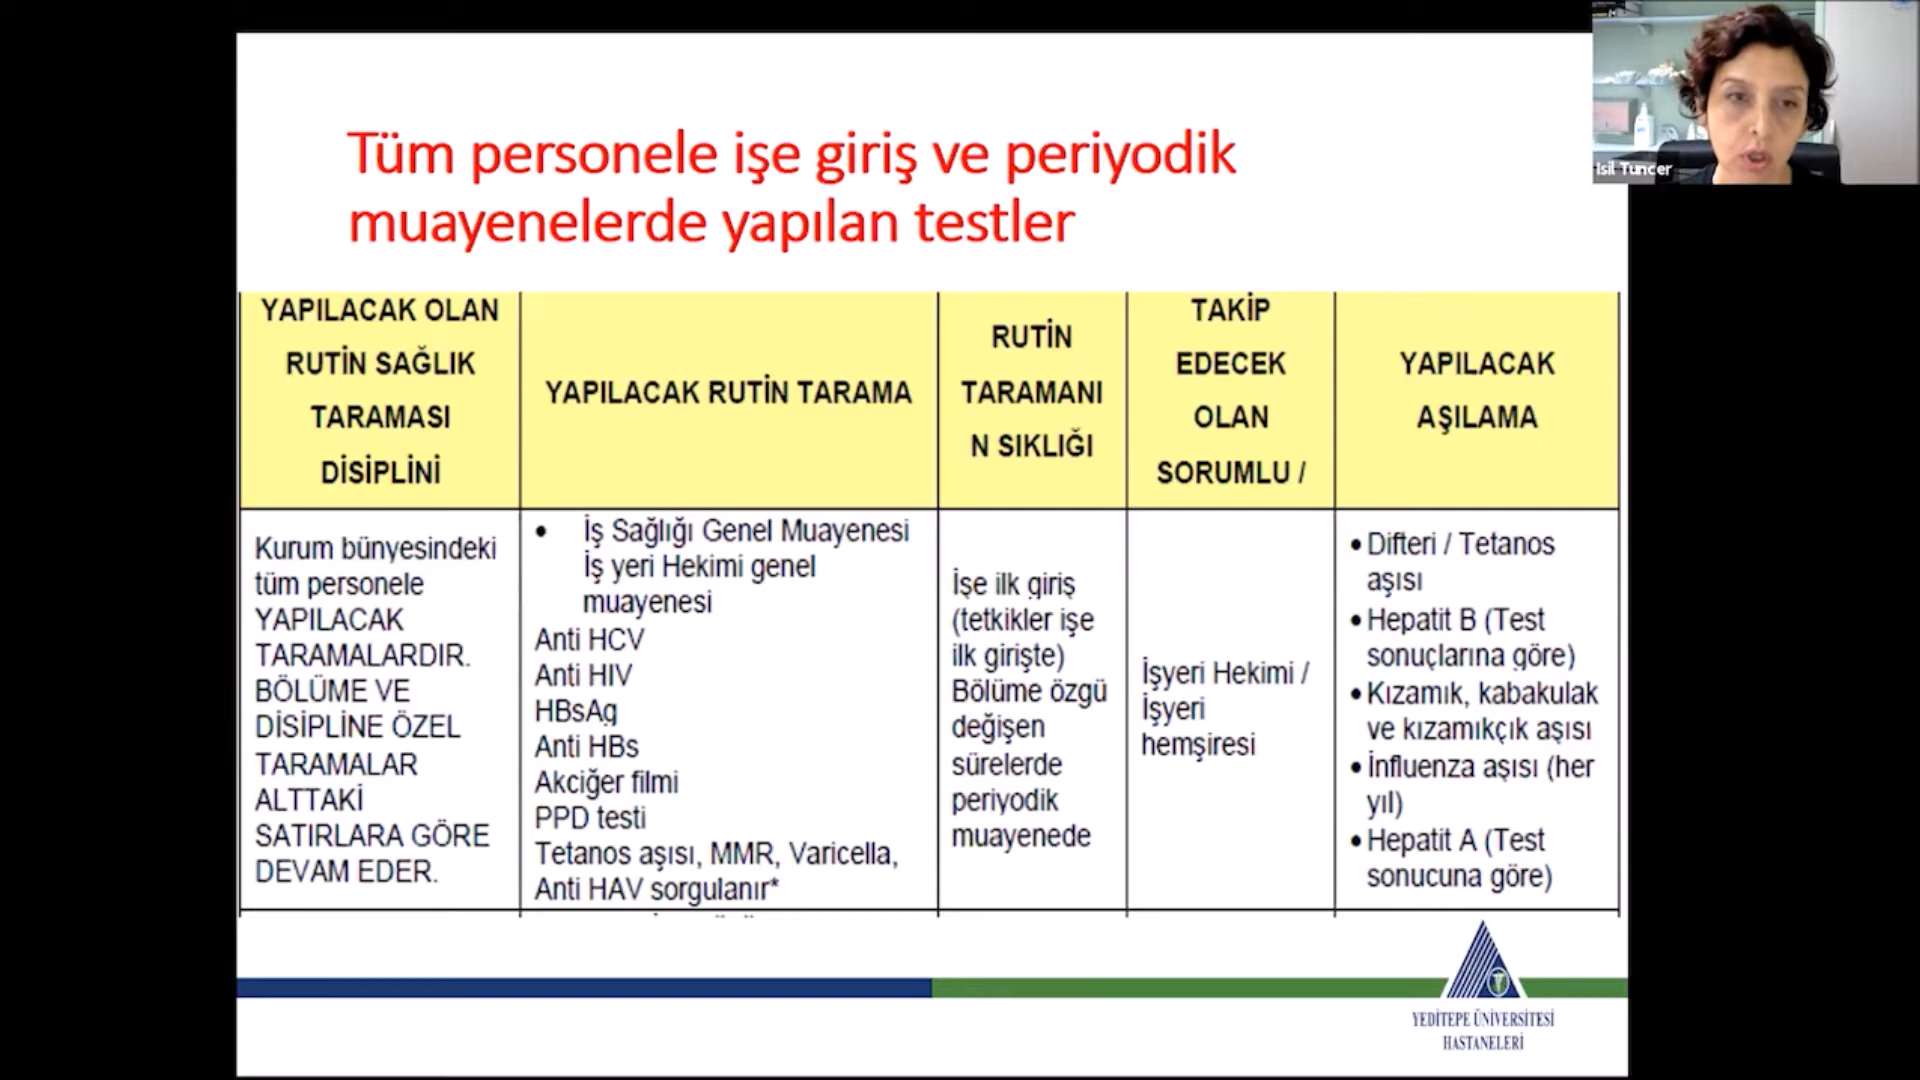 Isil Tuncer
Tüm personele işe giriş ve periyodik
muayenelerde yapılan testler
YAPILACAK OLAN
RUTİN SAĞLIK
TARAMASI
DİSİPLİNİ
YAPILACAK RUTİN TARAMA
RUTİN
TARAMANI
N SIKLIĞI
TAKİP
EDECEK
OLAN
SORUMLU /
YAPILACAK
AŞILAMA
Kurum bünyesindeki
tüm personele
YAPILACAK
TARAMALARDIR.
BÖLÜME VE
DİSİPLİNE ÖZEL
TARAMALAR
ALTTAKİ
SATIRLARA GÖRE
DEVAM EDER.
• İş Sağlığı Genel Muayenesi
İş yeri Hekimi genel
muayenesi
Anti HCV
Anti HIV
HBsAg
Anti HBs
Akciğer filmi
PPD testi
Tetanos aşısı, MMR, Varicella,
Anti HAV sorgulanır*
İşe ilk giriş
(tetkikler işe
ilk girişte)
Bölüme özgü
değişen
sürelerde
periyodik
muayenede
İşyeri Hekimi /
İşyeri
hemşiresi
• Difteri / Tetanos
aşısı
• Hepatit B (Test
sonuçlarına göre)
• Kızamık, kabakulak
ve kızamıkçık aşısı
• İnfluenza aşısı (her
yıl)
• Hepatit A (Test
sonucuna göre)
YEDİTEPE ÜNİVERSİTESİ
HASTANELERİ